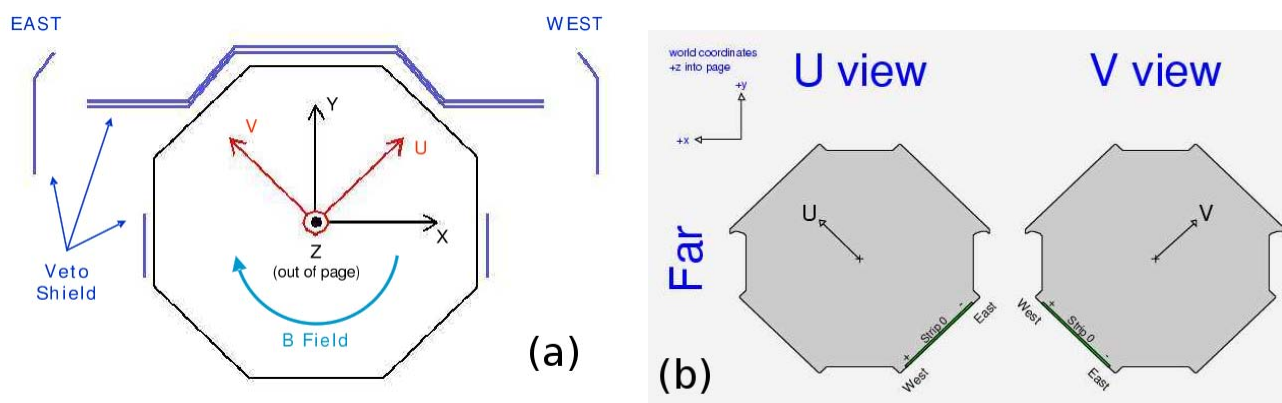 EAST
WEST
Y
V
U
X
Z
(out of page)
B Field
Veto
Shield
(a)
world coordinates
+z into page
+y
+x
U view
V view
Far
U
V
+
-
Strip 0
East
West
+
-
Strip 0
West
East
(b)